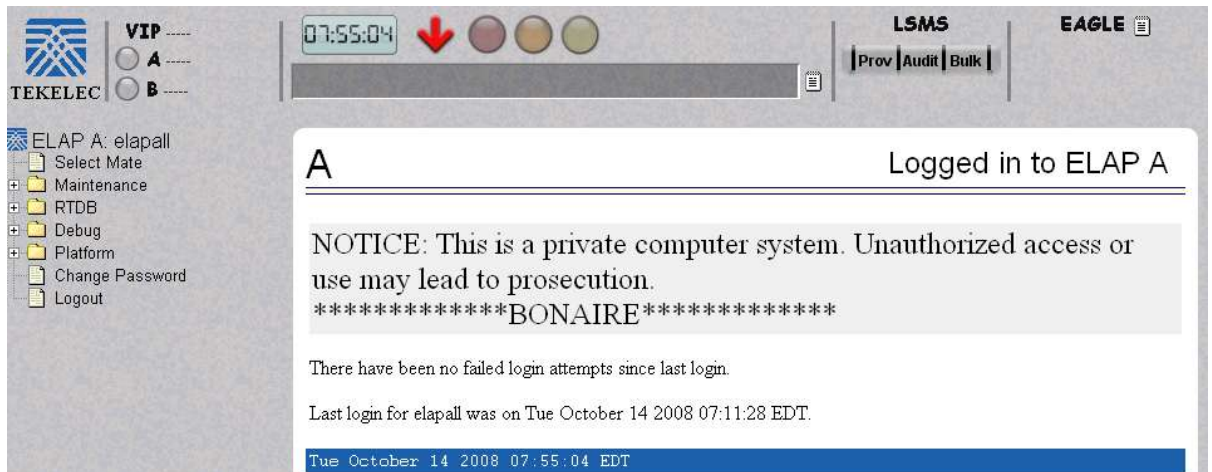 TEKELEC
VIP -----
A -----
B -----
07:55:04
LSMS
Prov Audit Bulk
EAGLE
ELAP A: elapall
Select Mate
Maintenance
RTDB
Debug
Platform
Change Password
Logout
A
Logged in to ELAP A
NOTICE: This is a private computer system. Unauthorized access or
use may lead to prosecution.
*************BONAIRE*************
There have been no failed login attempts since last login.
Last login for elapall was on Tue October 14 2008 07:11:28 EDT.
Tue October 14 2008 07:55:04 EDT